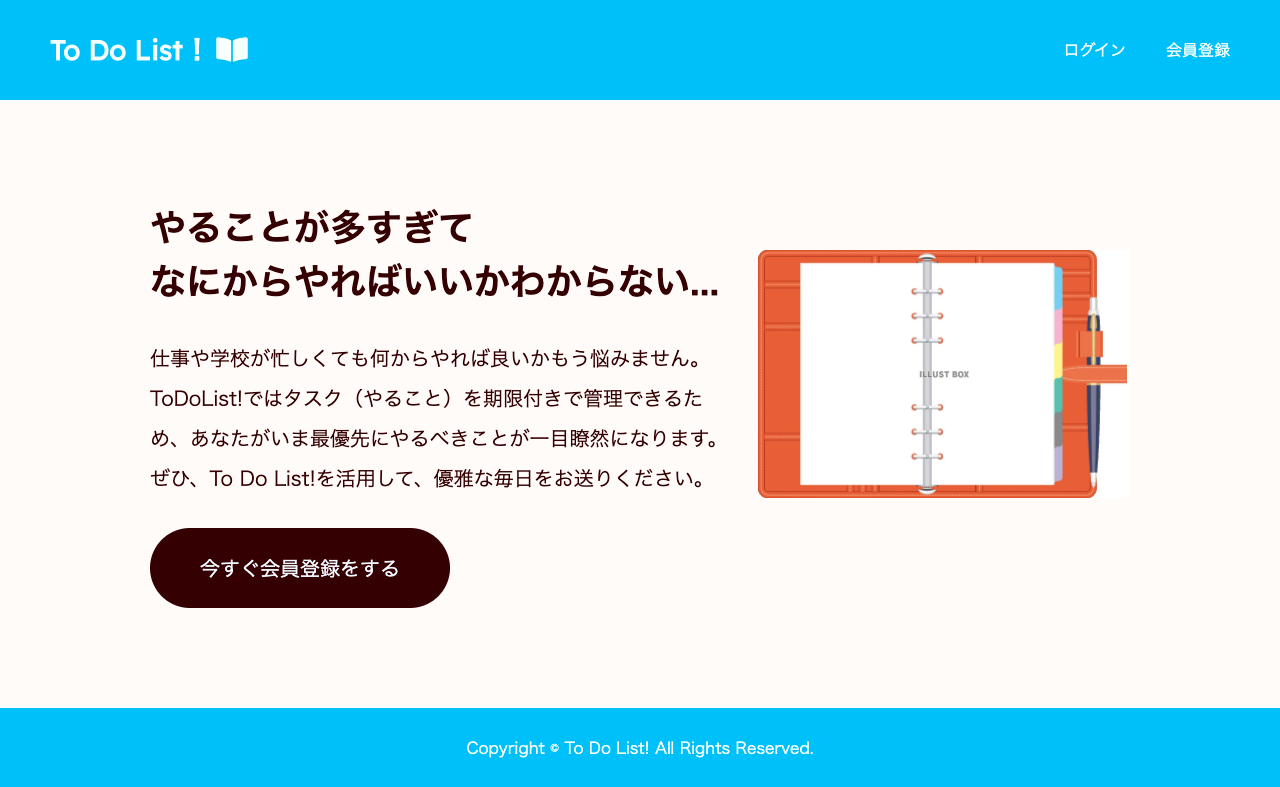 To Do List！
ログイン
会員登録
やることが多すぎて
なにからやればいいかわからない...
仕事や学校が忙しくても何からやれば良いかもう悩みません。
ToDoList!ではタスク（やること）を期限付きで管理できるた
め、あなたがいま最優先にやるべきことが一目瞭然になります。
ぜひ、To Do List!を活用して、優雅な毎日をお送りください。
今すぐ会員登録をする
ILLUST BOX
Copyright © To Do List! All Rights Reserved.